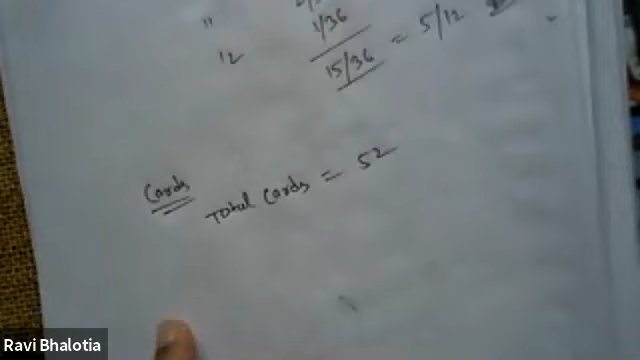 1/36
"
12
15/36 = 5/12
Cards
Total Cards = 52
Ravi Bhalotia